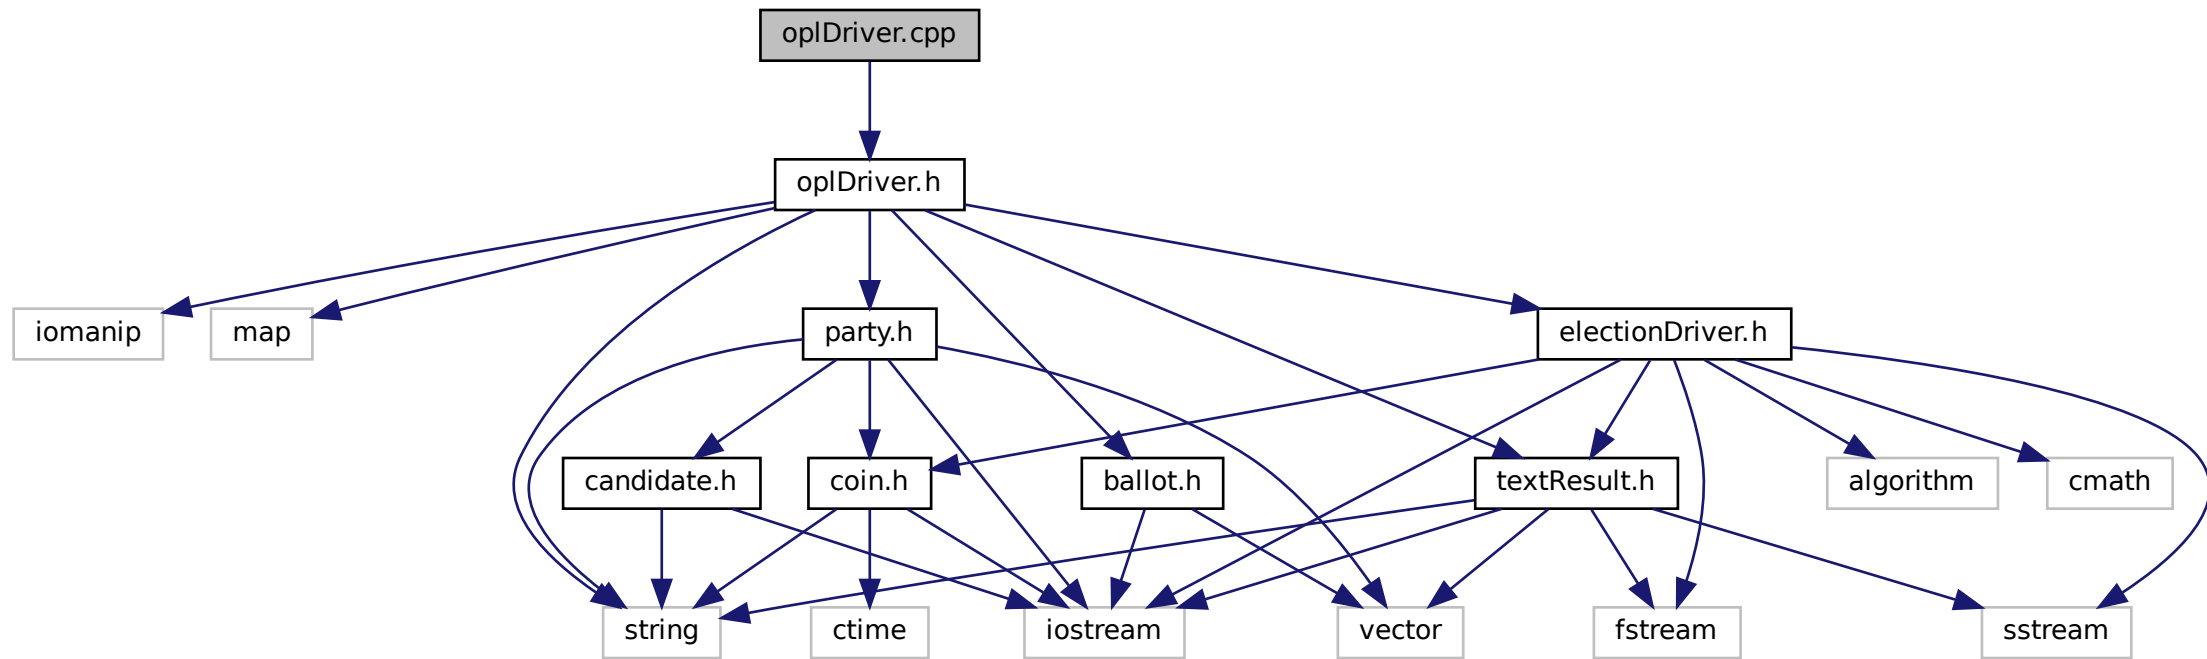 oplDriver.cpp
oplDriver.h
iomanip
map
party.h
electionDriver.h
candidate.h
coin.h
ballot.h
textResult.h
algorithm
cmath
string
ctime
iostream
vector
fstream
sstream